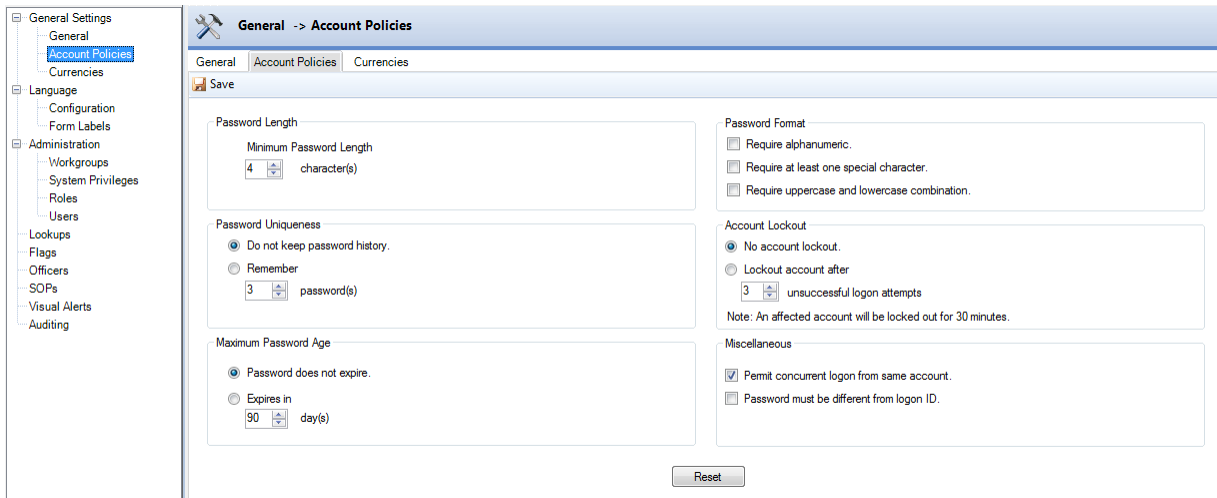 General Settings
General
Account Policies
Currencies
Language
Configuration
Form Labels
Administration
Workgroups
System Privileges
Roles
Users
Lookups
Flags
Officers
SOPs
Visual Alerts
Auditing
General -> Account Policies
General Account Policies Currencies
Save
Password Length
Minimum Password Length
4 character(s)
Password Uniqueness
Do not keep password history.
Remember
3 password(s)
Maximum Password Age
Password does not expire.
Expires in
90 day(s)
Password Format
Require alphanumeric.
Require at least one special character.
Require uppercase and lowercase combination.
Account Lockout
No account lockout.
Lockout account after
3 unsuccessful logon attempts
Note: An affected account will be locked out for 30 minutes.
Miscellaneous
Permit concurrent logon from same account.
Password must be different from logon ID.
Reset